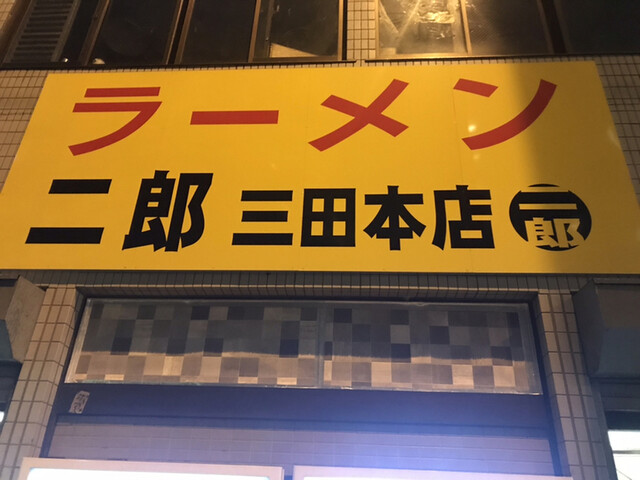 ラーメン
二郎 三田本店 二郎